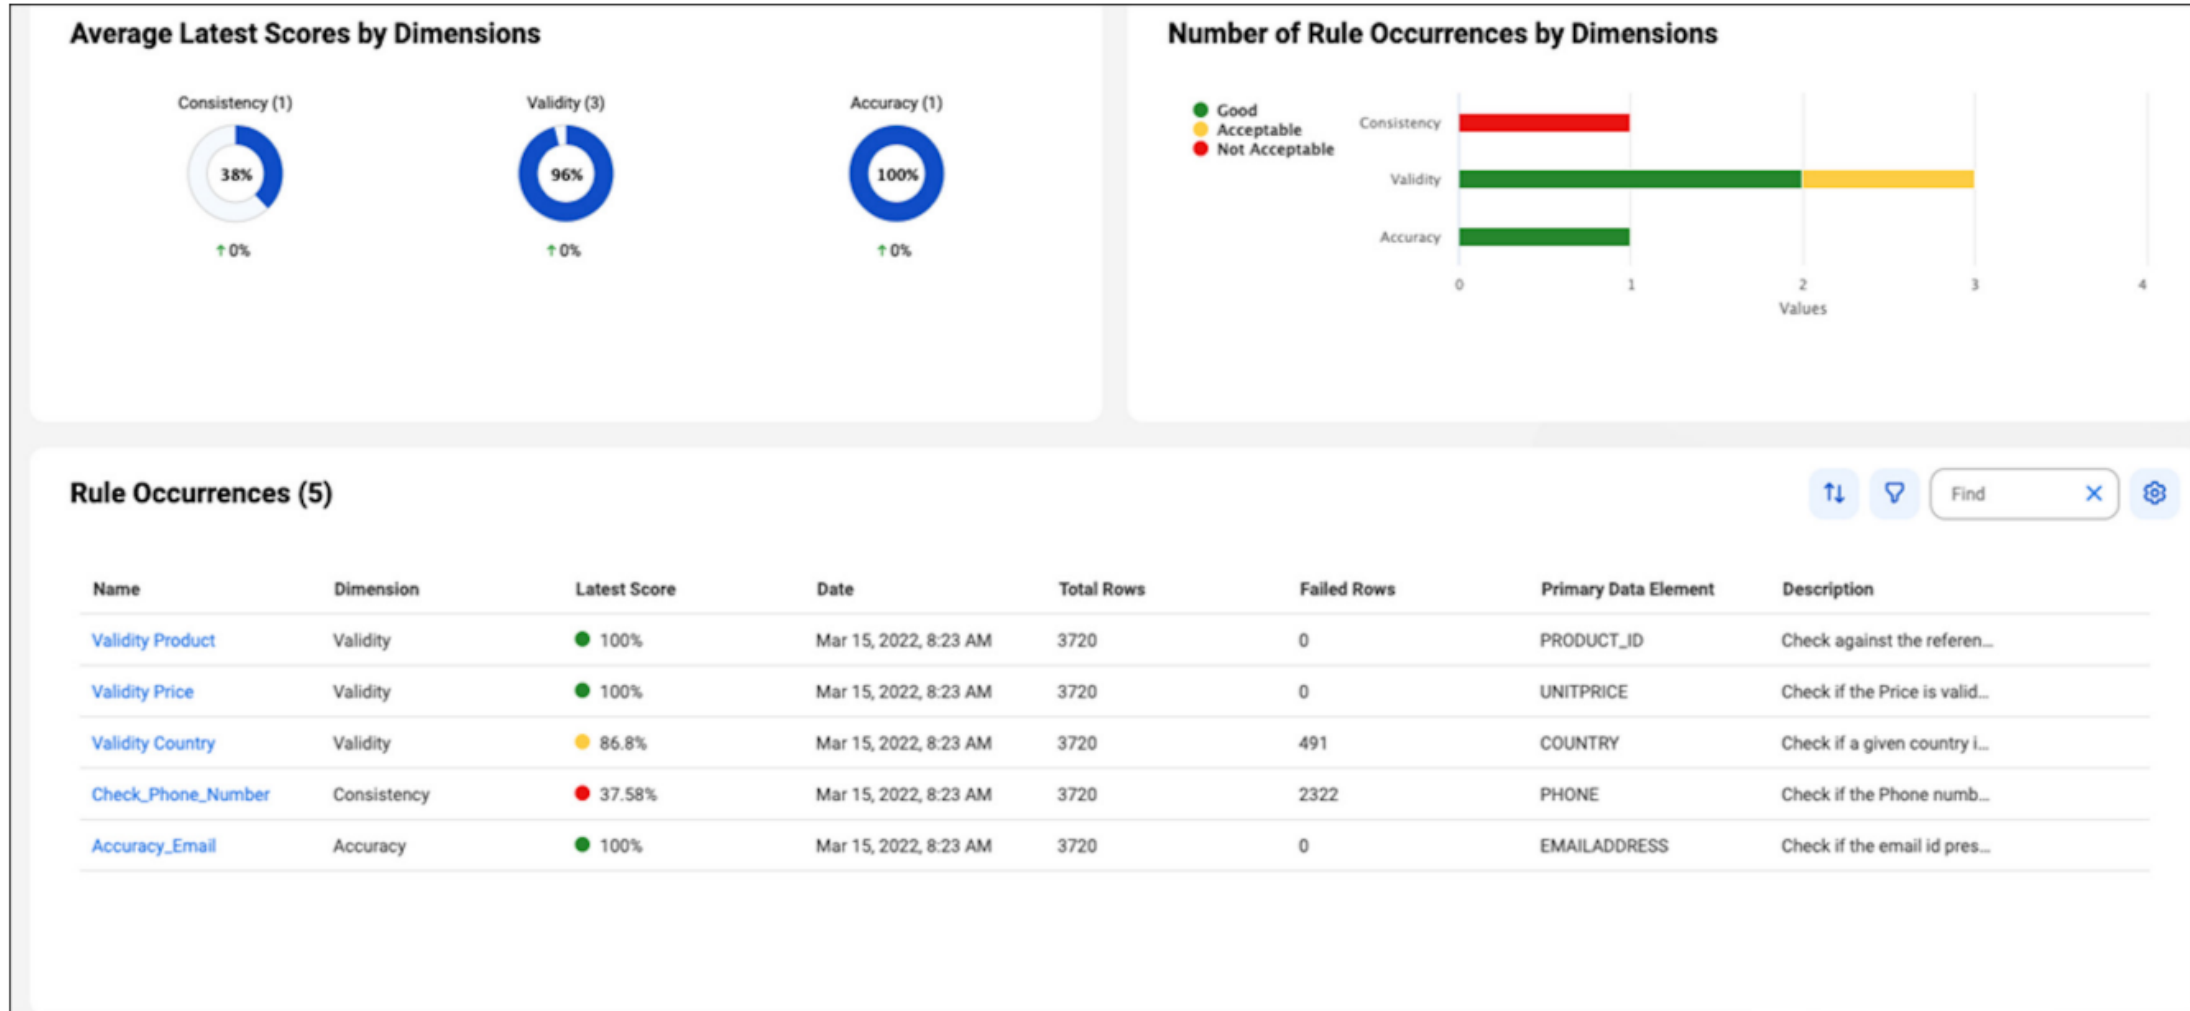 Average Latest Scores by Dimensions
Consistency (1)
Validity (3)
Accuracy (1)
38%
96%
100%
↑ 0%
↑ 0%
↑ 0%
Number of Rule Occurrences by Dimensions
Good
Acceptable
Not Acceptable
Consistency
Validity
Accuracy
0 1 2 3 4
Values
Rule Occurrences (5)
Find
Name Dimension Latest Score Date Total Rows Failed Rows Primary Data Element Description
Validity Product Validity 100% Mar 15, 2022, 8:23 AM 3720 0 PRODUCT_ID Check against the referen...
Validity Price Validity 100% Mar 15, 2022, 8:23 AM 3720 0 UNITPRICE Check if the Price is valid...
Validity Country Validity 86.8% Mar 15, 2022, 8:23 AM 3720 491 COUNTRY Check if a given country i...
Check_Phone_Number Consistency 37.58% Mar 15, 2022, 8:23 AM 3720 2322 PHONE Check if the Phone numb...
Accuracy_Email Accuracy 100% Mar 15, 2022, 8:23 AM 3720 0 EMAILADDRESS Check if the email id pres...